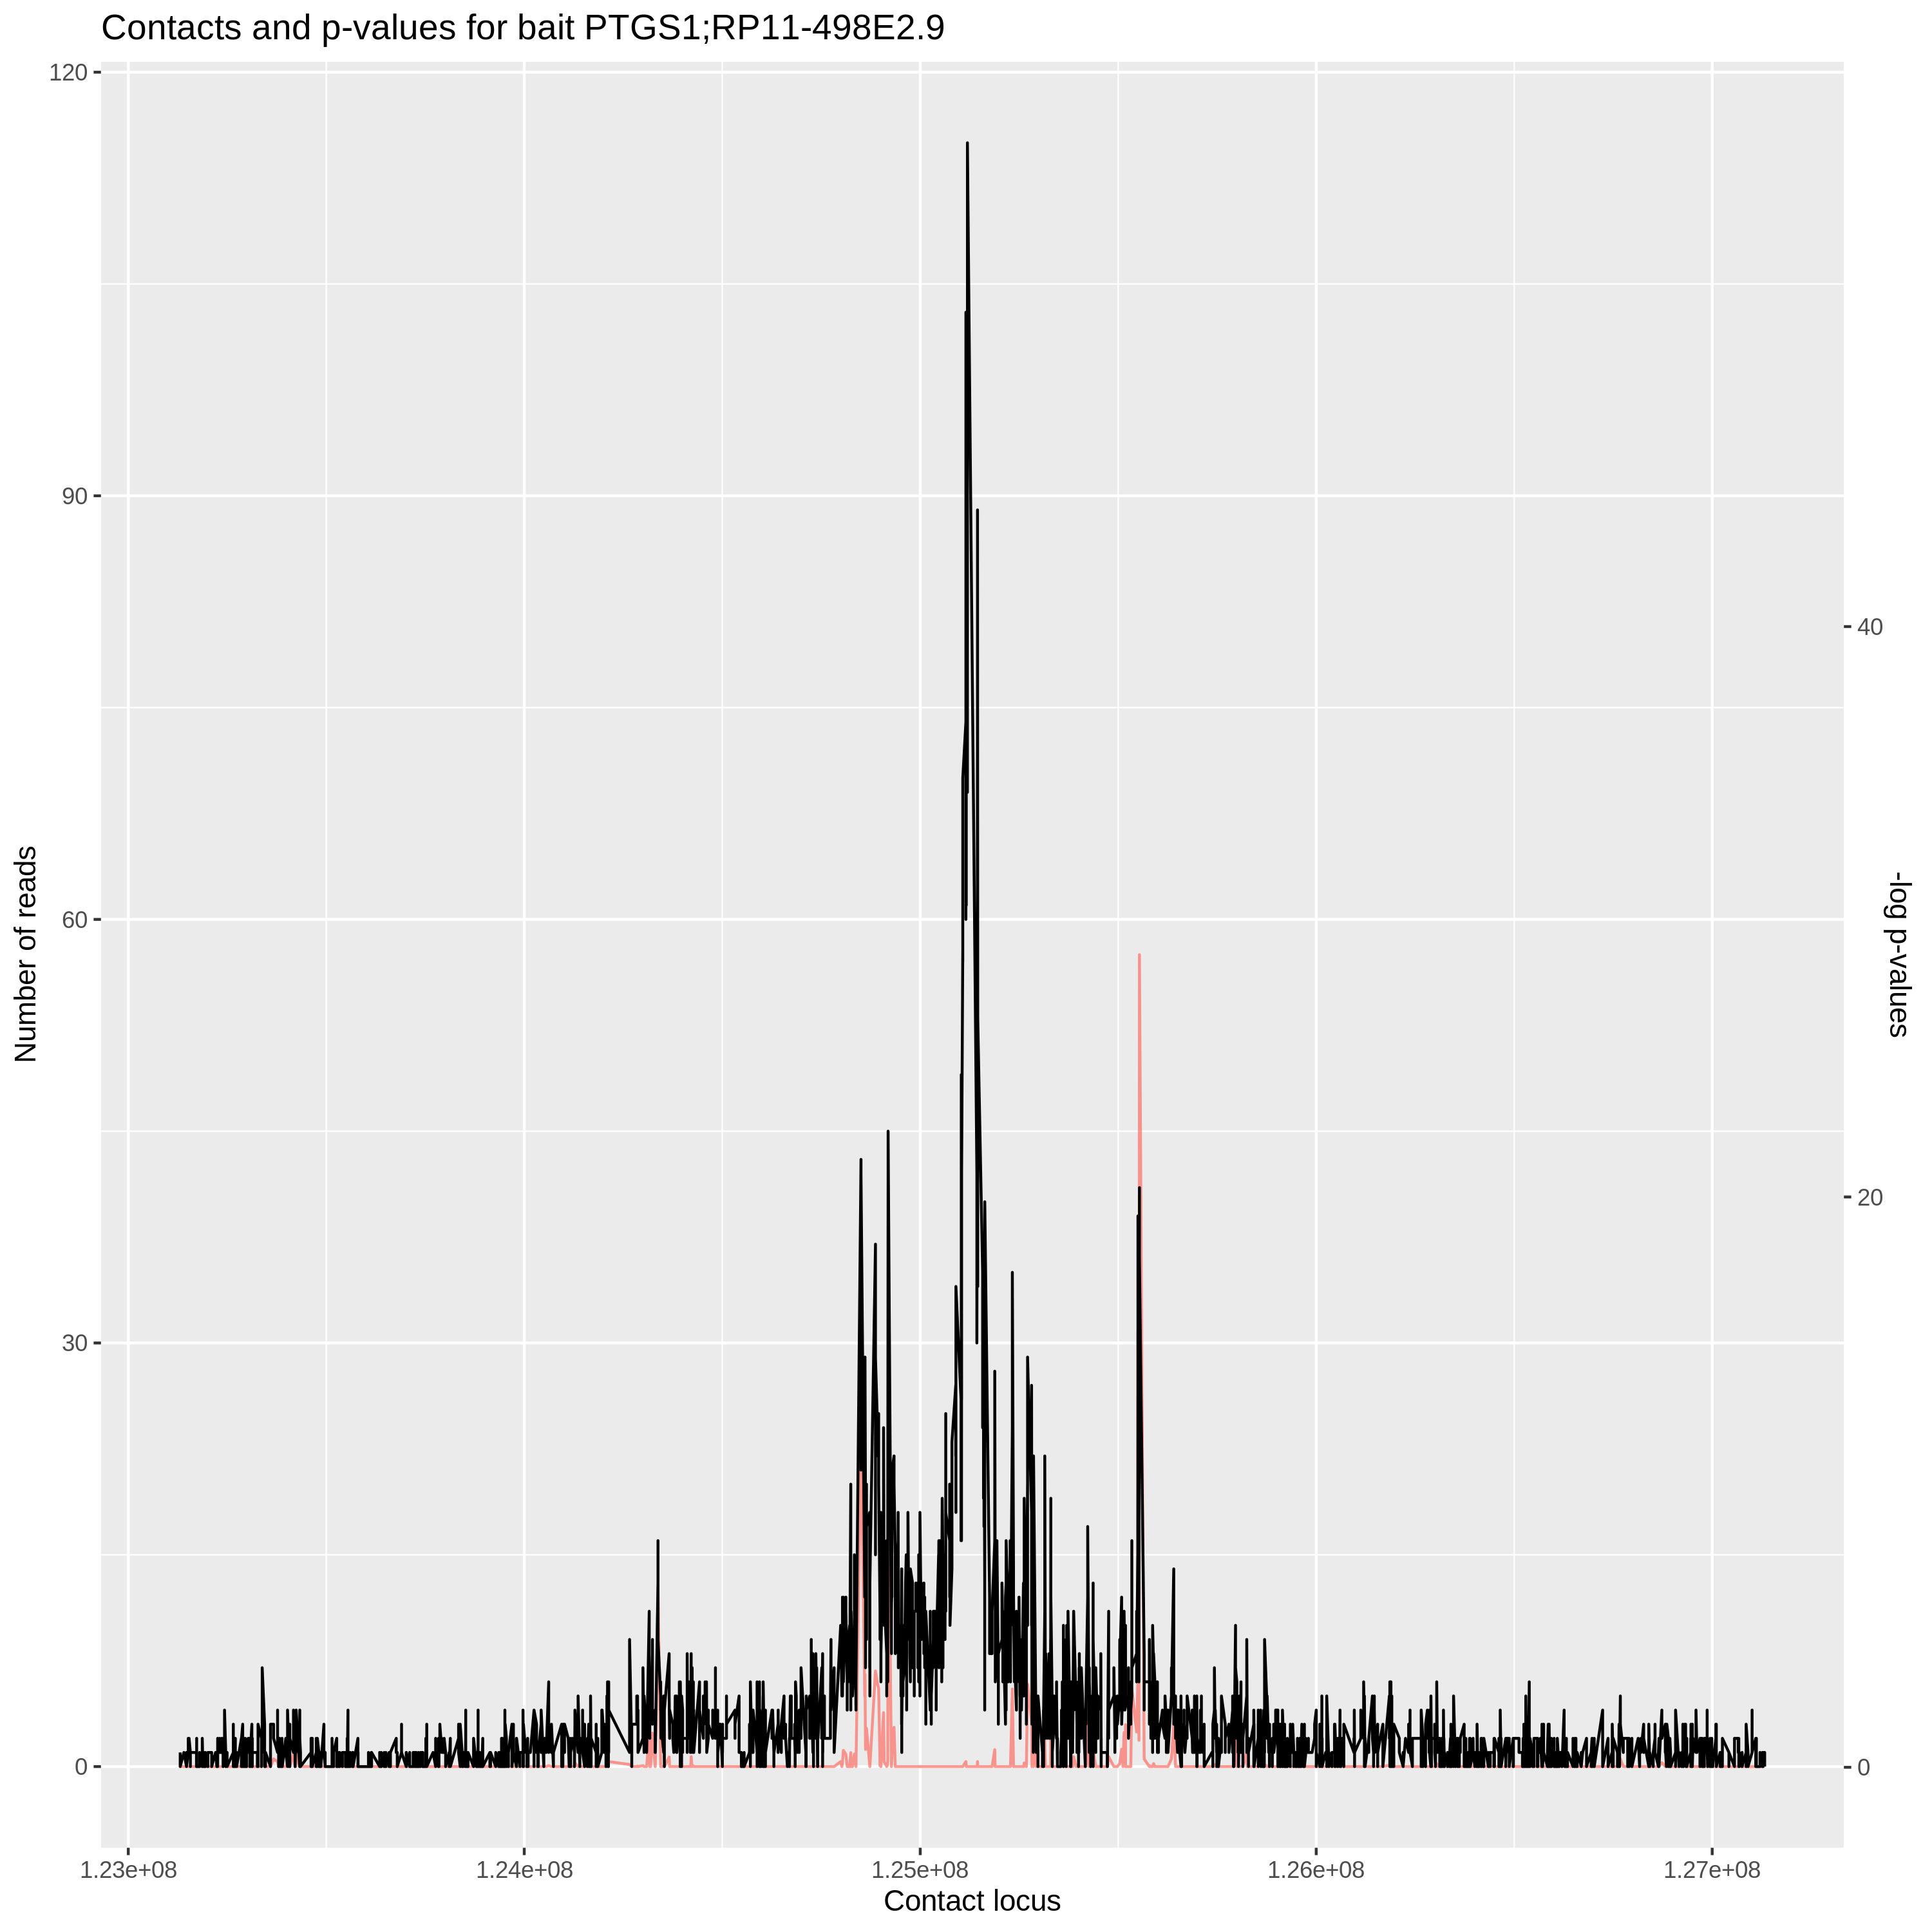 Contacts and p-values for bait PTGS1;RP11-498E2.9
120
90
60
30
0
Number of reads
40
20
0
-log p-values
1.23e+08
1.24e+08
1.25e+08
1.26e+08
1.27e+08
Contact locus